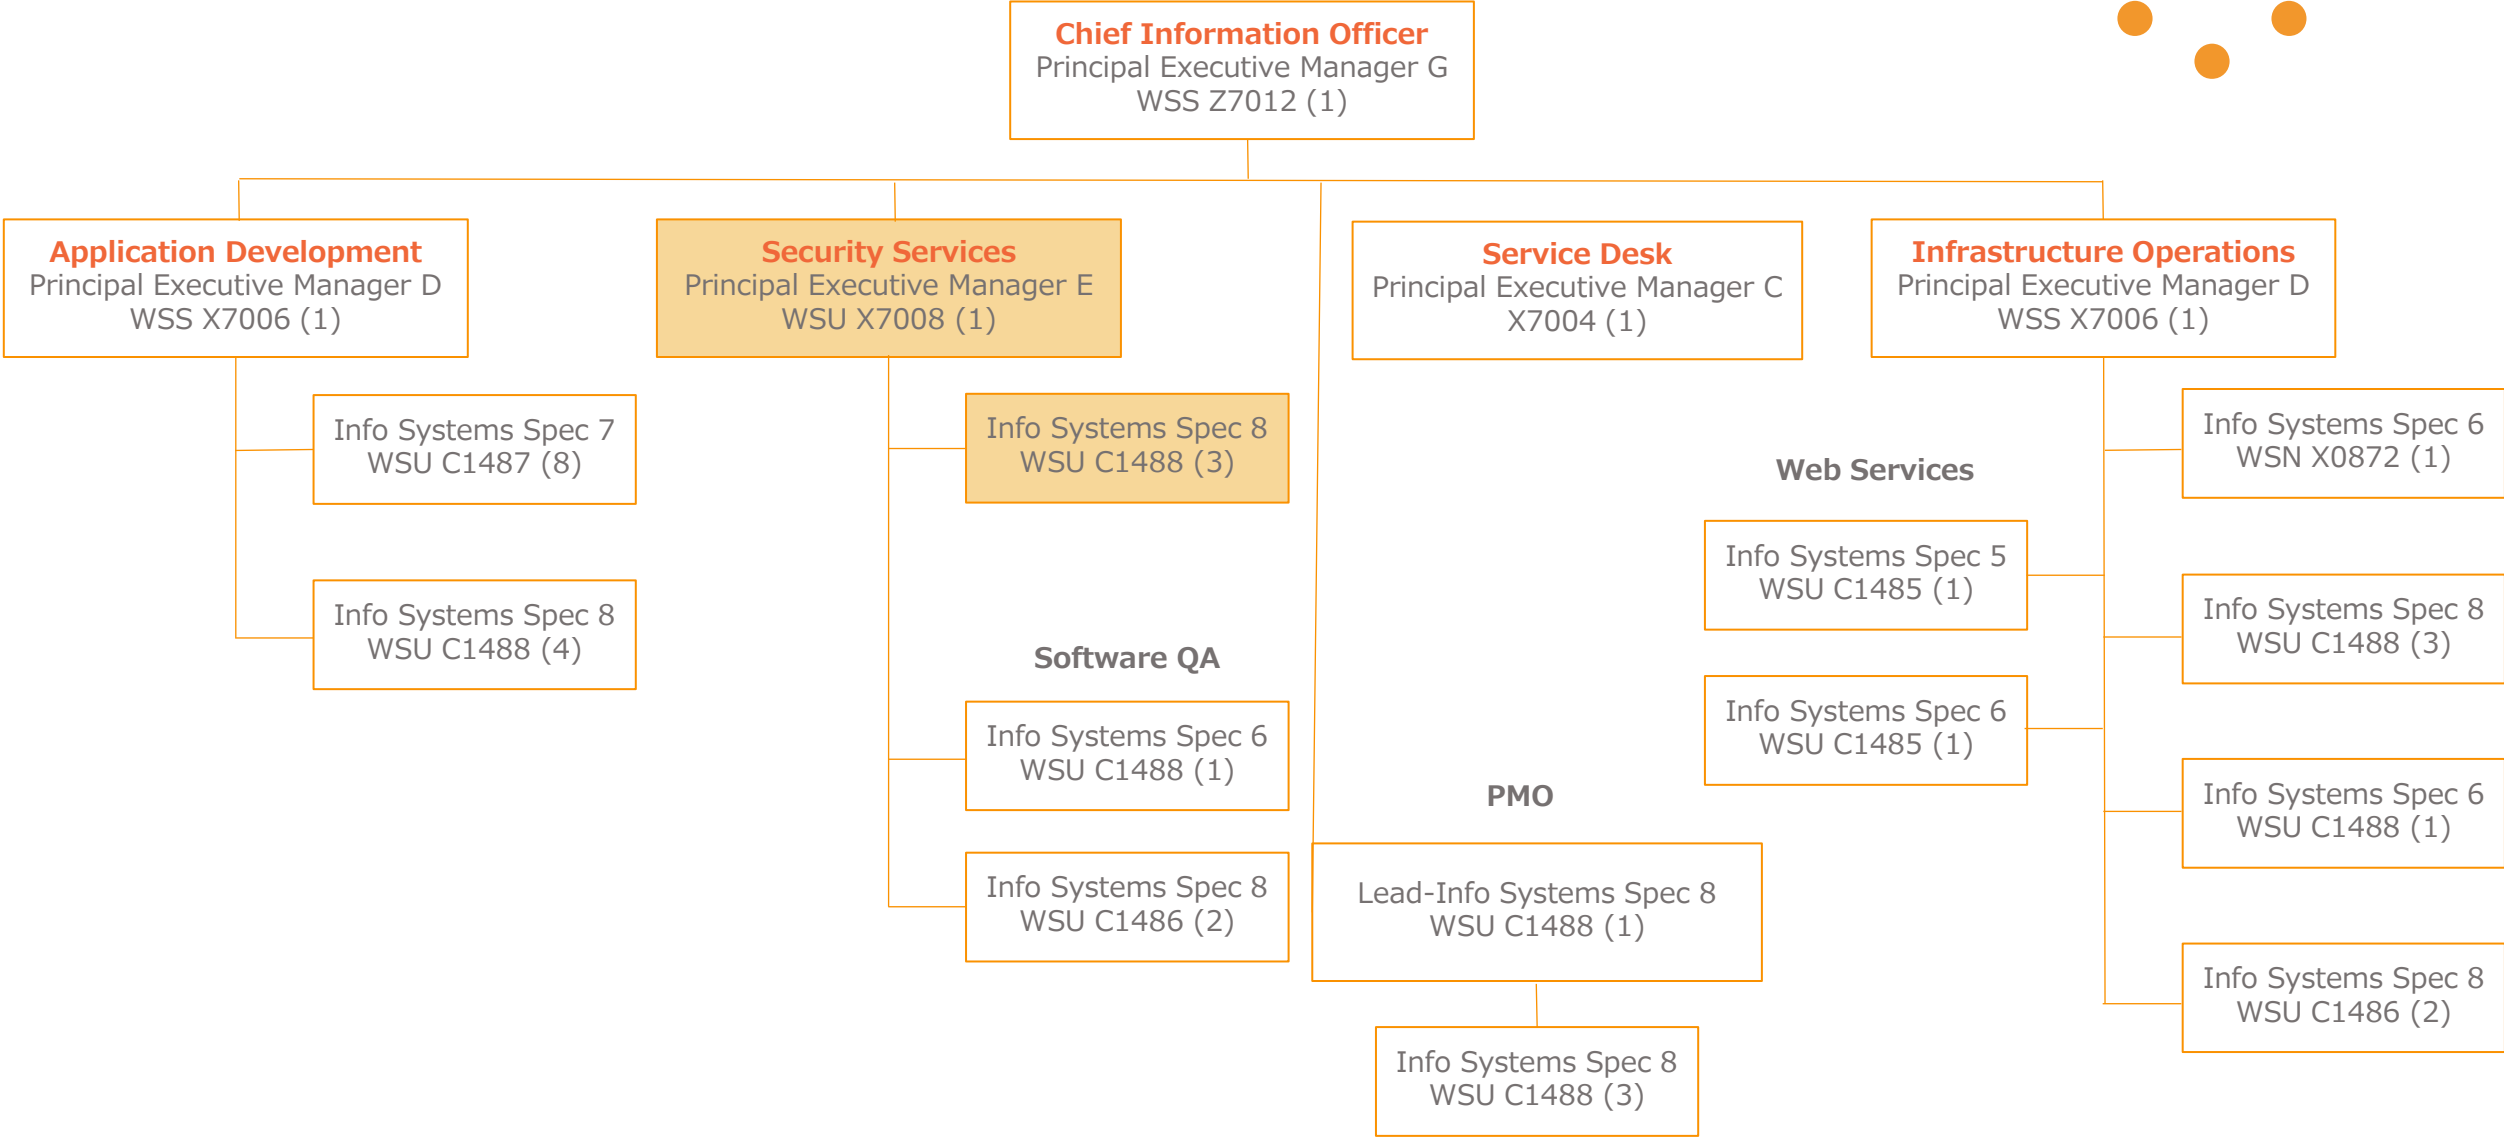 Chief Information Officer
Principal Executive Manager G
WSS Z7012 (1)
Application Development
Principal Executive Manager D
WSS X7006 (1)
Security Services
Principal Executive Manager E
WSU X7008 (1)
Service Desk
Principal Executive Manager C
X7004 (1)
Infrastructure Operations
Principal Executive Manager D
WSS X7006 (1)
Info Systems Spec 7
WSU C1487 (8)
Info Systems Spec 8
WSU C1488 (4)
Info Systems Spec 8
WSU C1488 (3)
Software QA
Info Systems Spec 6
WSU C1488 (1)
Info Systems Spec 8
WSU C1486 (2)
PMO
Lead-Info Systems Spec 8
WSU C1488 (1)
Info Systems Spec 8
WSU C1488 (3)
Web Services
Info Systems Spec 5
WSU C1485 (1)
Info Systems Spec 6
WSU C1485 (1)
Info Systems Spec 6
WSN X0872 (1)
Info Systems Spec 8
WSU C1488 (3)
Info Systems Spec 6
WSU C1488 (1)
Info Systems Spec 8
WSU C1486 (2)